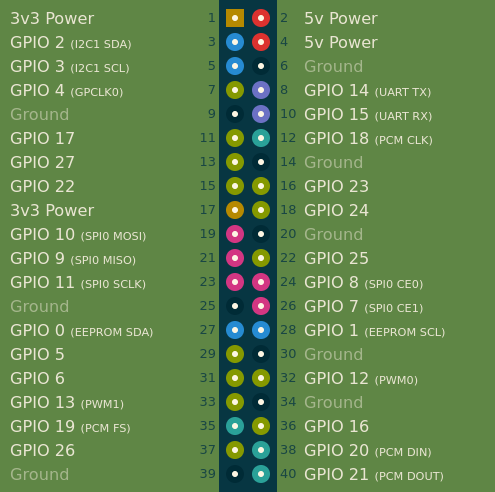 3v3 Power 1 2 5v Power
GPIO 2 (I2C1 SDA) 3 4 5v Power
GPIO 3 (I2C1 SCL) 5 6 Ground
GPIO 4 (GPCLK0) 7 8 GPIO 14 (UART TX)
Ground 9 10 GPIO 15 (UART RX)
GPIO 17 11 12 GPIO 18 (PCM CLK)
GPIO 27 13 14 Ground
GPIO 22 15 16 GPIO 23
3v3 Power 17 18 GPIO 24
GPIO 10 (SPI0 MOSI) 19 20 Ground
GPIO 9 (SPI0 MISO) 21 22 GPIO 25
GPIO 11 (SPI0 SCLK) 23 24 GPIO 8 (SPI0 CE0)
Ground 25 26 GPIO 7 (SPI0 CE1)
GPIO 0 (EEPROM SDA) 27 28 GPIO 1 (EEPROM SCL)
GPIO 5 29 30 Ground
GPIO 6 31 32 GPIO 12 (PWM0)
GPIO 13 (PWM1) 33 34 Ground
GPIO 19 (PCM FS) 35 36 GPIO 16
GPIO 26 37 38 GPIO 20 (PCM DIN)
Ground 39 40 GPIO 21 (PCM DOUT)